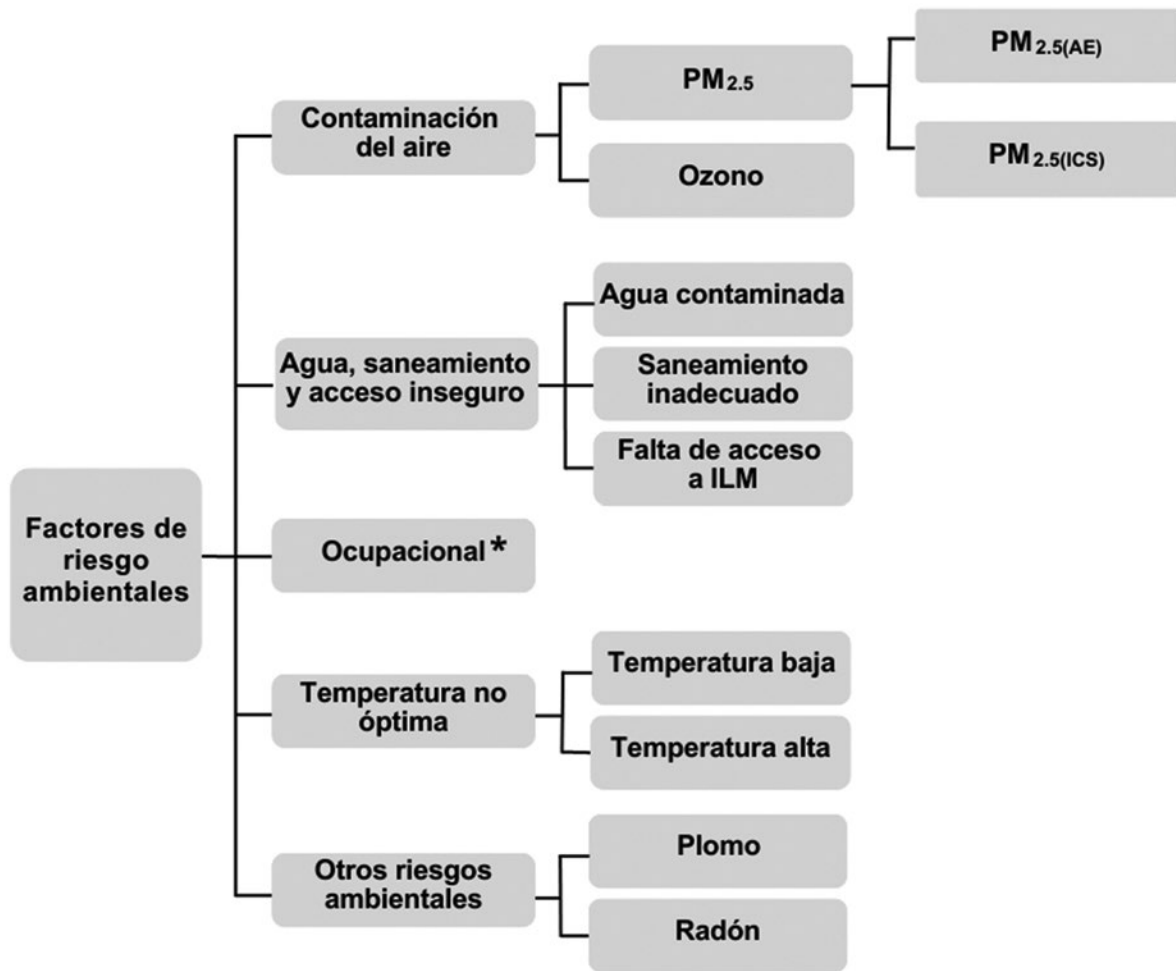 Factores de
riesgo
ambientales
Contaminación
del aire
PM2.5
PM2.5(AE)
PM2.5(ICS)
Ozono
Agua, saneamiento
y acceso inseguro
Agua contaminada
Saneamiento
inadecuado
Falta de acceso
a ILM
Ocupacional*
Temperatura no
óptima
Temperatura baja
Temperatura alta
Otros riesgos
ambientales
Plomo
Radón